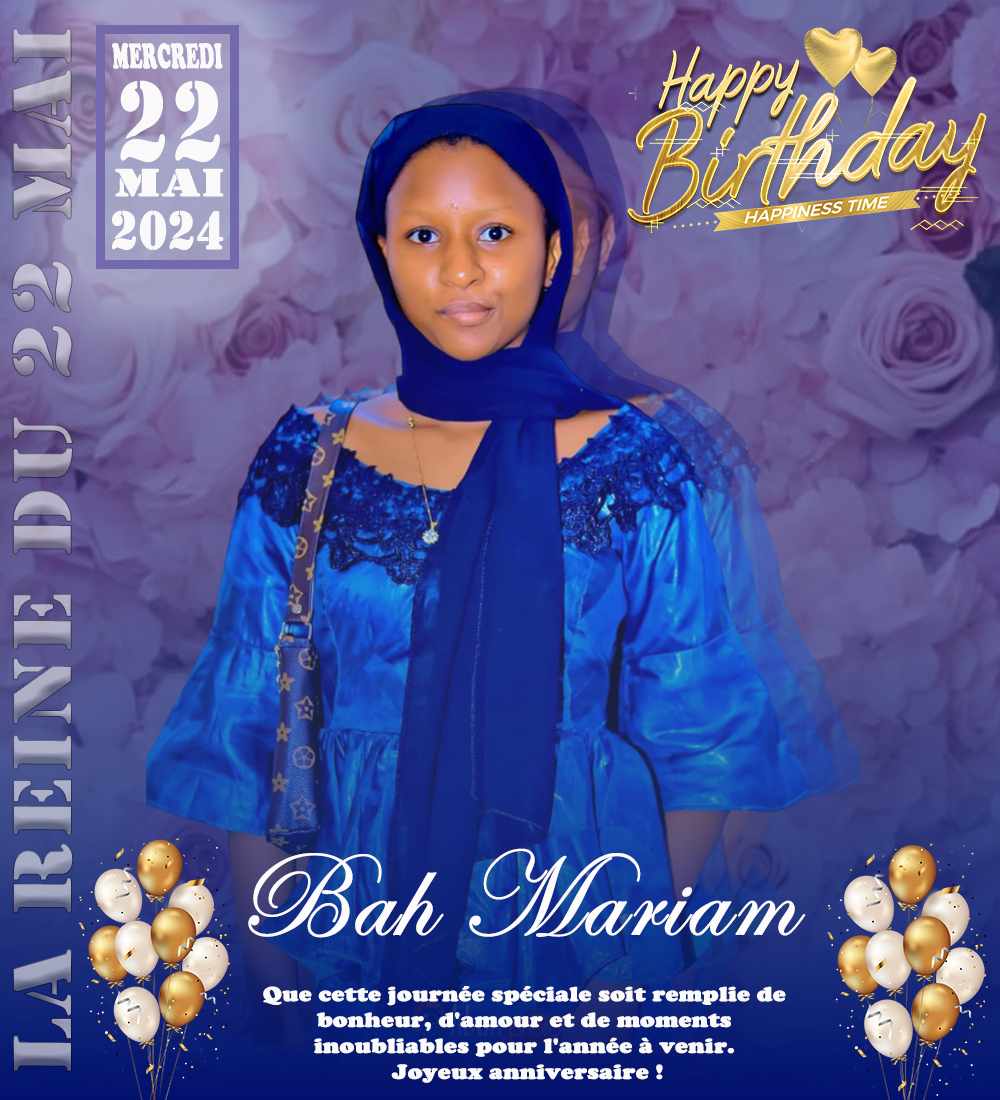 LA REINE DU 22 MAI
MERCREDI
22
MAI
2024
Happy
Birthday
HAPPINESS TIME
Bah Mariam
Que cette journée spéciale soit remplie de
bonheur, d'amour et de moments
inoubliables pour l'année à venir.
Joyeux anniversaire !